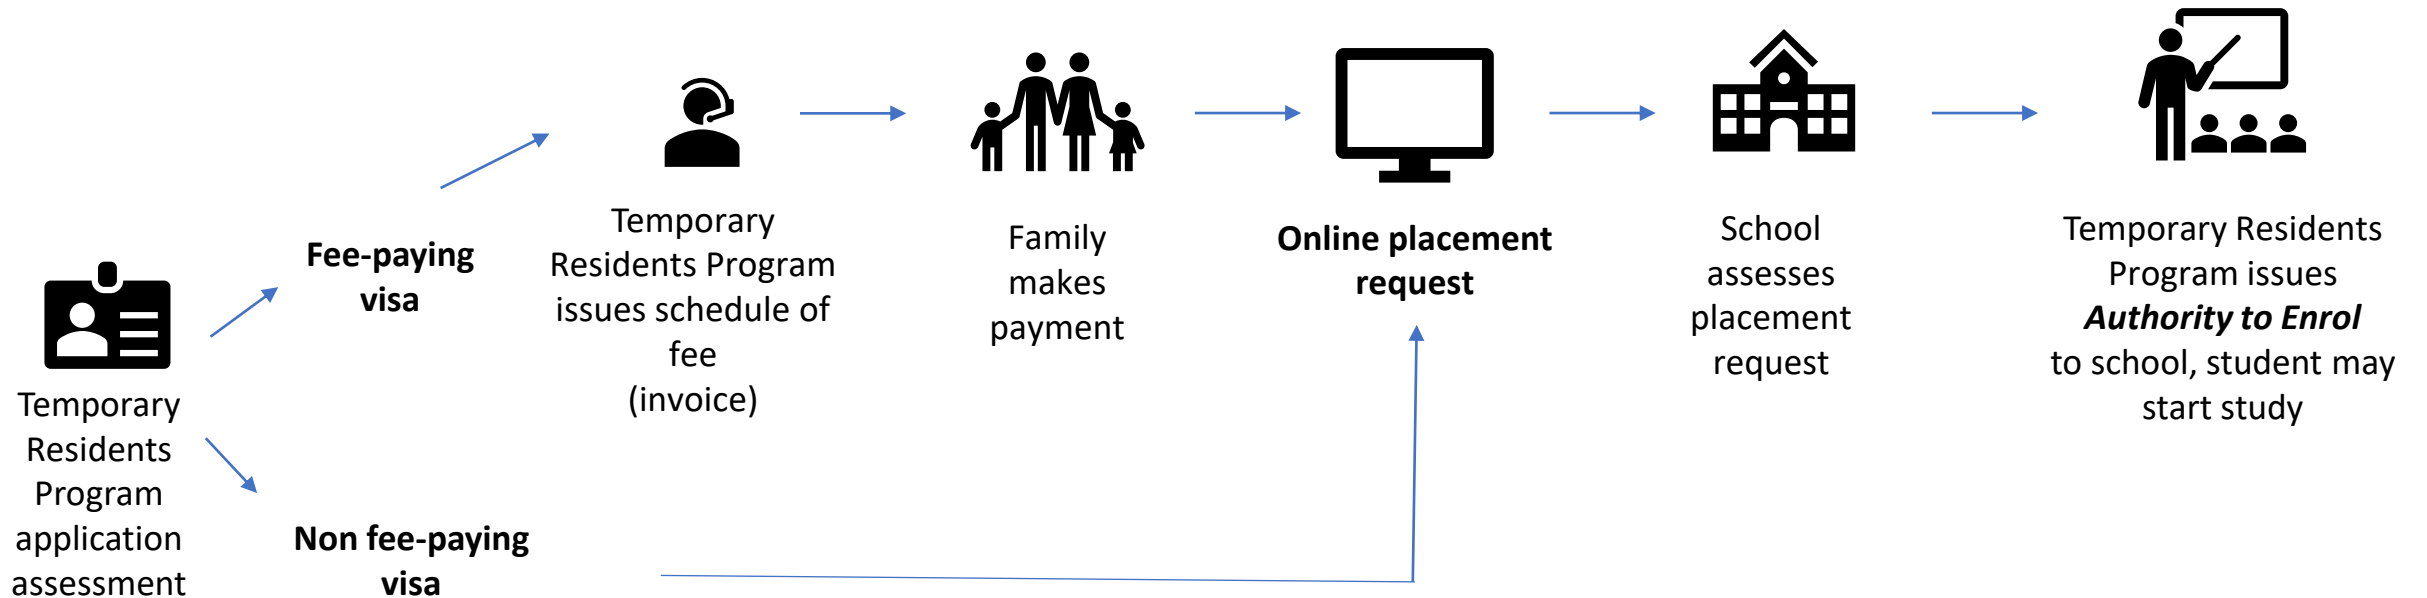 Temporary
Residents
Program
application
assessment
Fee-paying
visa
Non fee-paying
visa
Temporary
Residents Program
issues schedule of
fee
(invoice)
Family
makes
payment
Online placement
request
School
assesses
placement
request
Temporary Residents
Program issues
Authority to Enrol
to school, student may
start study